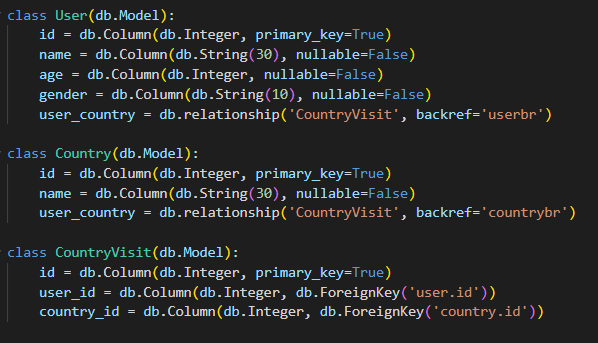 class User(db.Model):
    id = db.Column(db.Integer, primary_key=True)
    name = db.Column(db.String(30), nullable=False)
    age = db.Column(db.Integer, nullable=False)
    gender = db.Column(db.String(10), nullable=False)
    user_country = db.relationship('CountryVisit', backref='userbr')
class Country(db.Model):
    id = db.Column(db.Integer, primary_key=True)
    name = db.Column(db.String(30), nullable=False)
    user_country = db.relationship('CountryVisit', backref='countrybr')
class CountryVisit(db.Model):
    id = db.Column(db.Integer, primary_key=True)
    user_id = db.Column(db.Integer, db.ForeignKey('user.id'))
    country_id = db.Column(db.Integer, db.ForeignKey('country.id'))